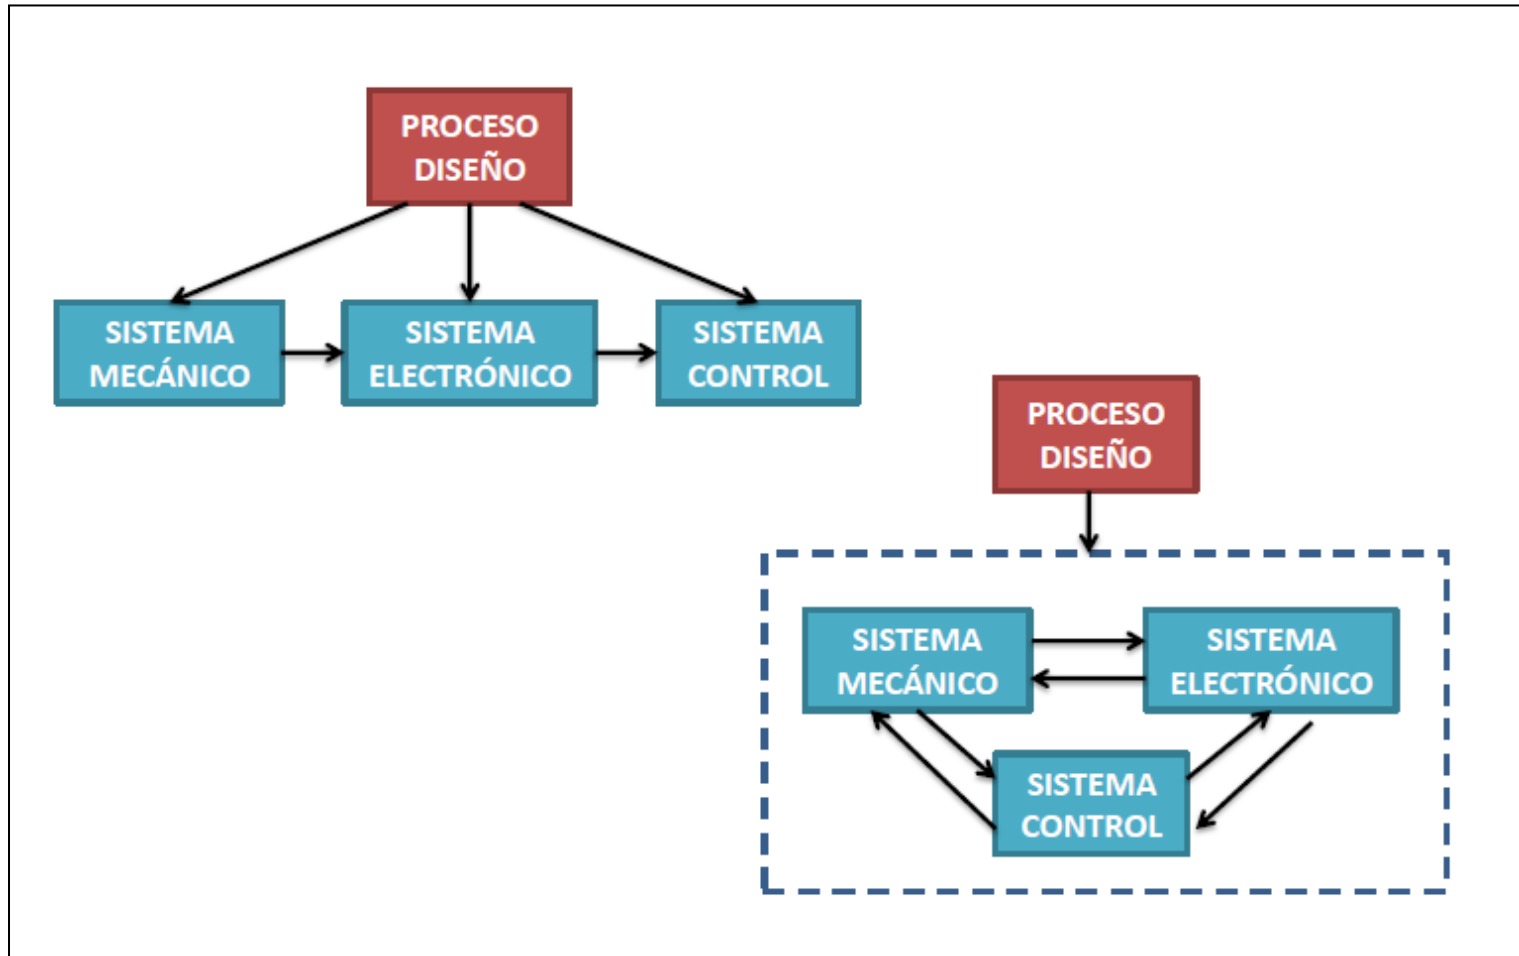 PROCESO
DISEÑO
SISTEMA
MECÁNICO
SISTEMA
ELECTRÓNICO
SISTEMA
CONTROL
PROCESO
DISEÑO
SISTEMA
MECÁNICO
SISTEMA
ELECTRÓNICO
SISTEMA
CONTROL